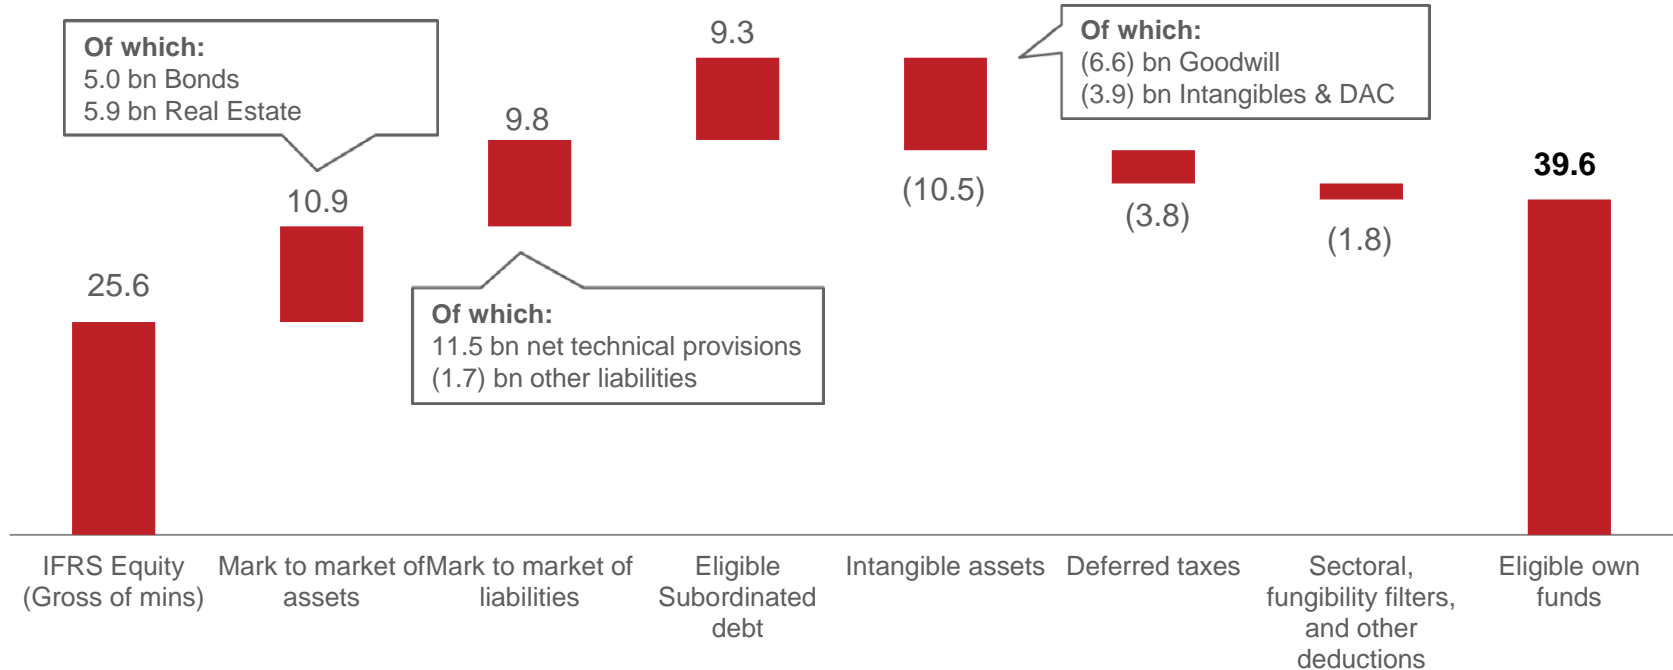 Of which:
5.0 bn Bonds
5.9 bn Real Estate
9.3
Of which:
(6.6) bn Goodwill
(3.9) bn Intangibles & DAC
9.8
10.9
(10.5)
39.6
(3.8)
(1.8)
25.6
Of which:
11.5 bn net technical provisions
(1.7) bn other liabilities
IFRS Equity
(Gross of mins)
Mark to market of
assets
Mark to market of
liabilities
Eligible
Subordinated
debt
Intangible assets
Deferred taxes
Sectoral,
fungibility filters,
and other
deductions
Eligible own
funds